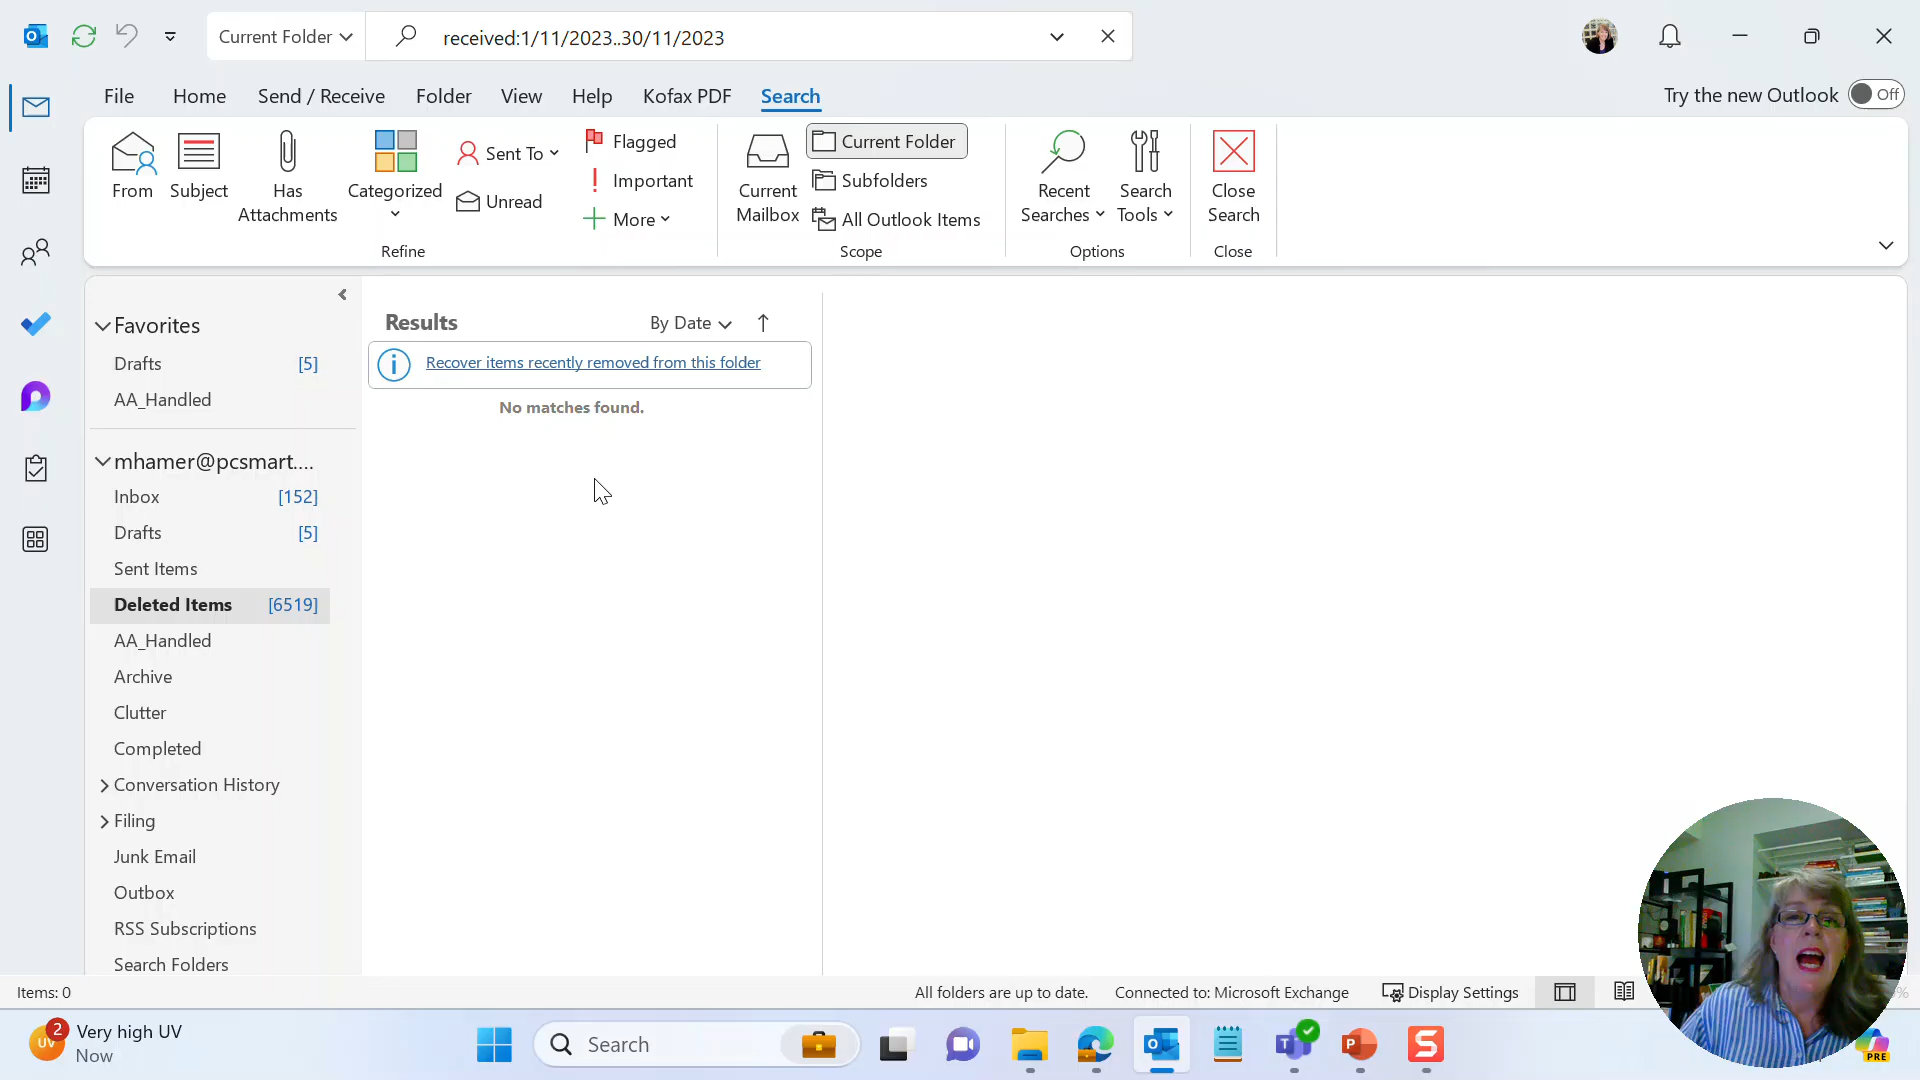 Current Folder
received:1/11/2023..30/11/2023
File Home Send / Receive Folder View Help Kofax PDF Search
Try the new Outlook Off
From
Subject
Has
Attachments
Categorized
Sent To
Unread
Flagged
Important
More
Refine
Current
Mailbox
Current Folder
Subfolders
All Outlook Items
Scope
Recent
Searches
Search
Tools
Options
Close
Search
Close
Favorites
Drafts [5]
AA_Handled
mhamer@pcsmart....
Inbox [152]
Drafts [5]
Sent Items
Deleted Items [6519]
AA_Handled
Archive
Clutter
Completed
Conversation History
Filing
Junk Email
Outbox
RSS Subscriptions
Search Folders
Results By Date
Recover items recently removed from this folder
No matches found.
Items: 0
All folders are up to date. Connected to: Microsoft Exchange Display Settings
UV 2
Very high UV
Now
Search
PRE